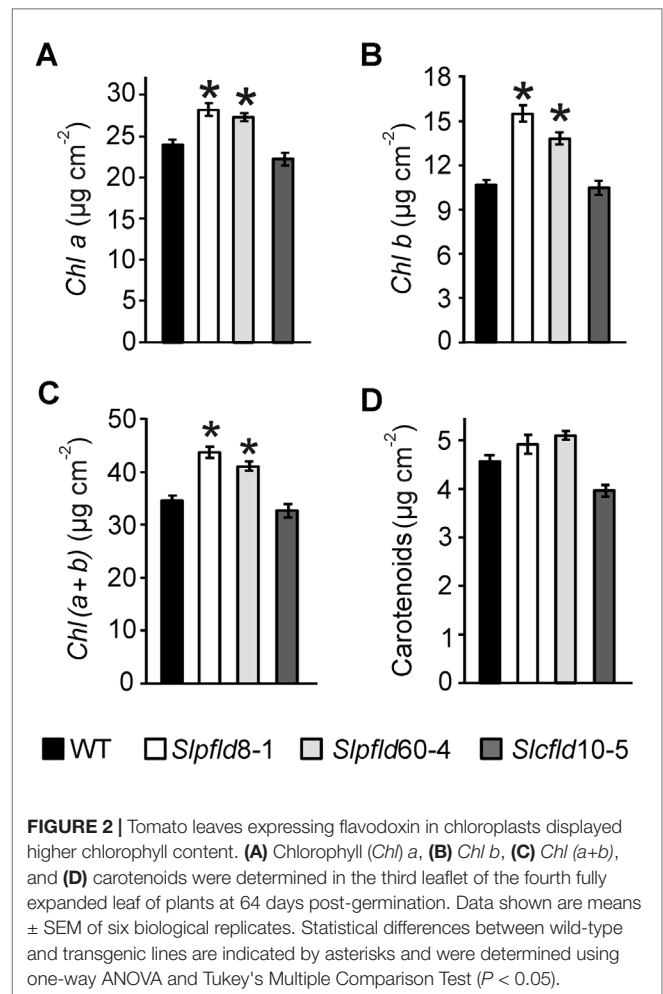 A
Chl a (µg cm⁻²)
30
25
20
15
10
5
0
* *
B
Chl b (µg cm⁻²)
18
15
12
9
6
3
0
* *
C
Chl (a + b) (µg cm⁻²)
50
40
30
20
10
0
* *
D
Carotenoids (µg cm⁻²)
5
4
3
2
1
0
WT Slpfld8-1 Slpfld60-4 Slcfld10-5
FIGURE 2 | Tomato leaves expressing flavodoxin in chloroplasts displayed
higher chlorophyll content. (A) Chlorophyll (Chl) a, (B) Chl b, (C) Chl (a+b),
and (D) carotenoids were determined in the third leaflet of the fourth fully
expanded leaf of plants at 64 days post-germination. Data shown are means
± SEM of six biological replicates. Statistical differences between wild-type
and transgenic lines are indicated by asterisks and were determined using
one-way ANOVA and Tukey's Multiple Comparison Test (P < 0.05).